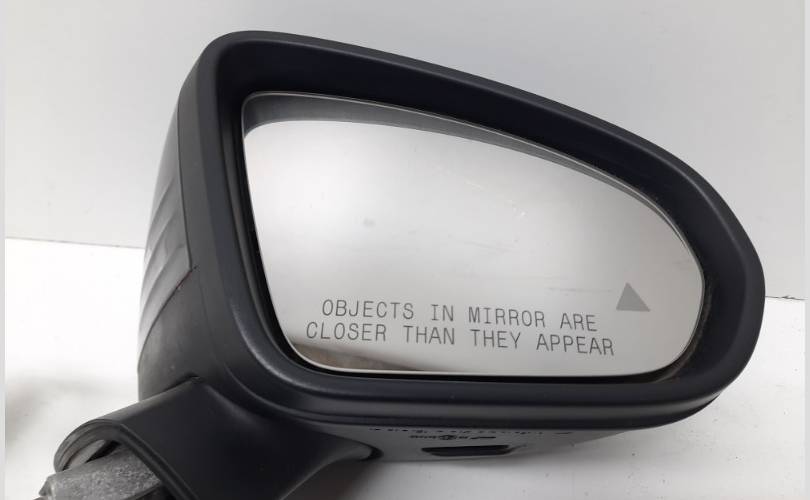 OBJECTS IN MIRROR ARE
CLOSER THAN THEY APPEAR